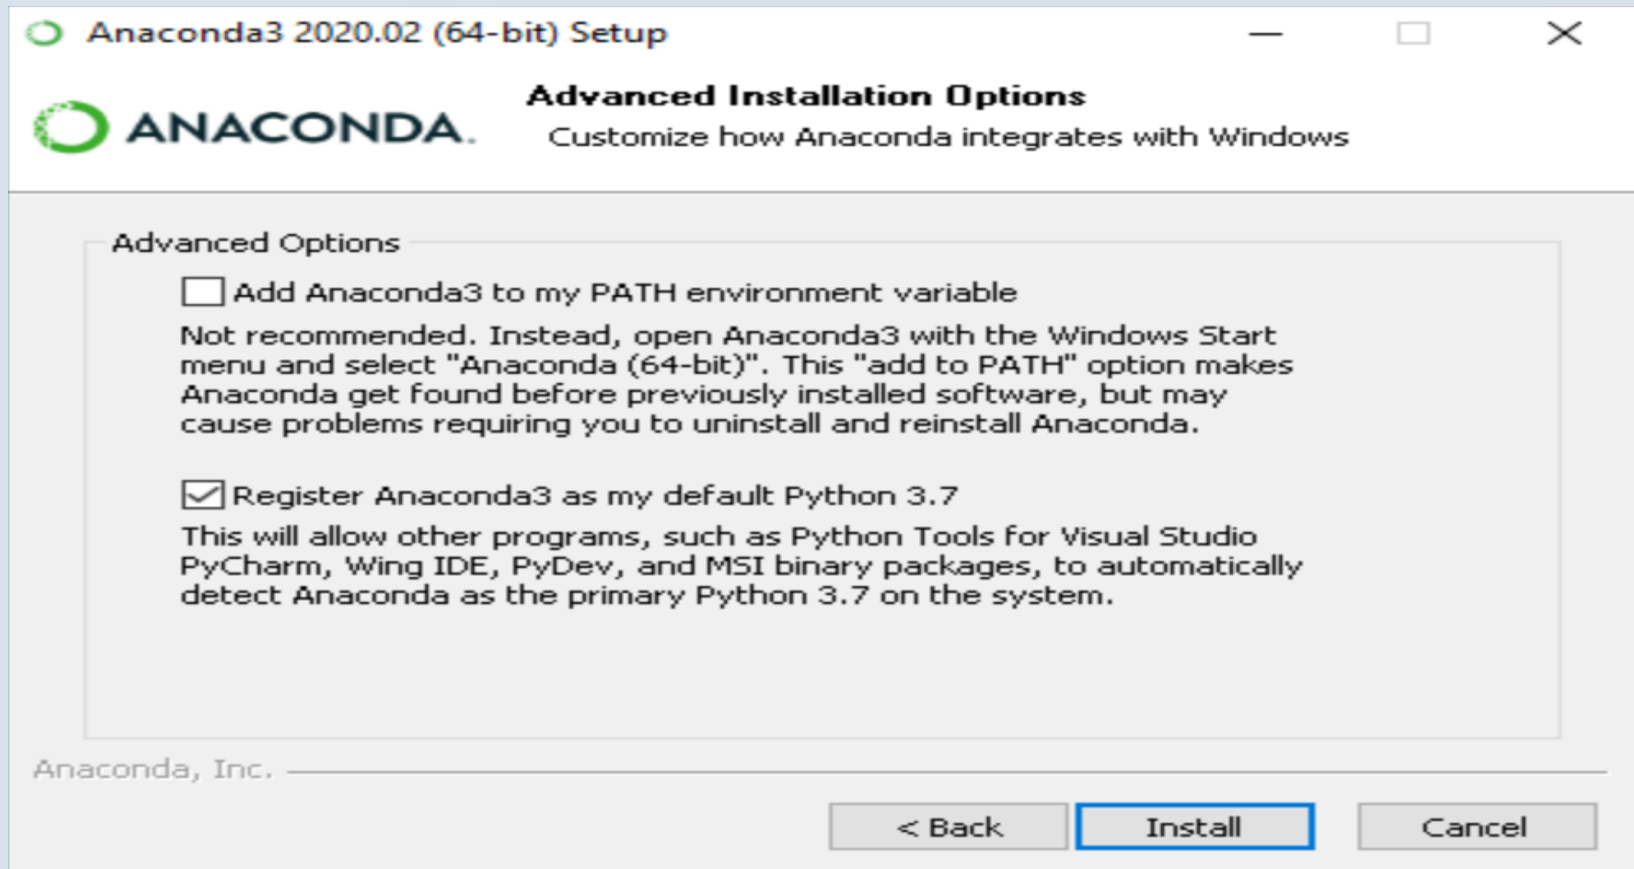 Anaconda3 2020.02 (64-bit) Setup
ANACONDA.
Advanced Installation Options
Customize how Anaconda integrates with Windows
Advanced Options
Add Anaconda3 to my PATH environment variable
Not recommended. Instead, open Anaconda3 with the Windows Start
menu and select "Anaconda (64-bit)". This "add to PATH" option makes
Anaconda get found before previously installed software, but may
cause problems requiring you to uninstall and reinstall Anaconda.
Register Anaconda3 as my default Python 3.7
This will allow other programs, such as Python Tools for Visual Studio
PyCharm, Wing IDE, PyDev, and MSI binary packages, to automatically
detect Anaconda as the primary Python 3.7 on the system.
Anaconda, Inc.
< Back Install Cancel